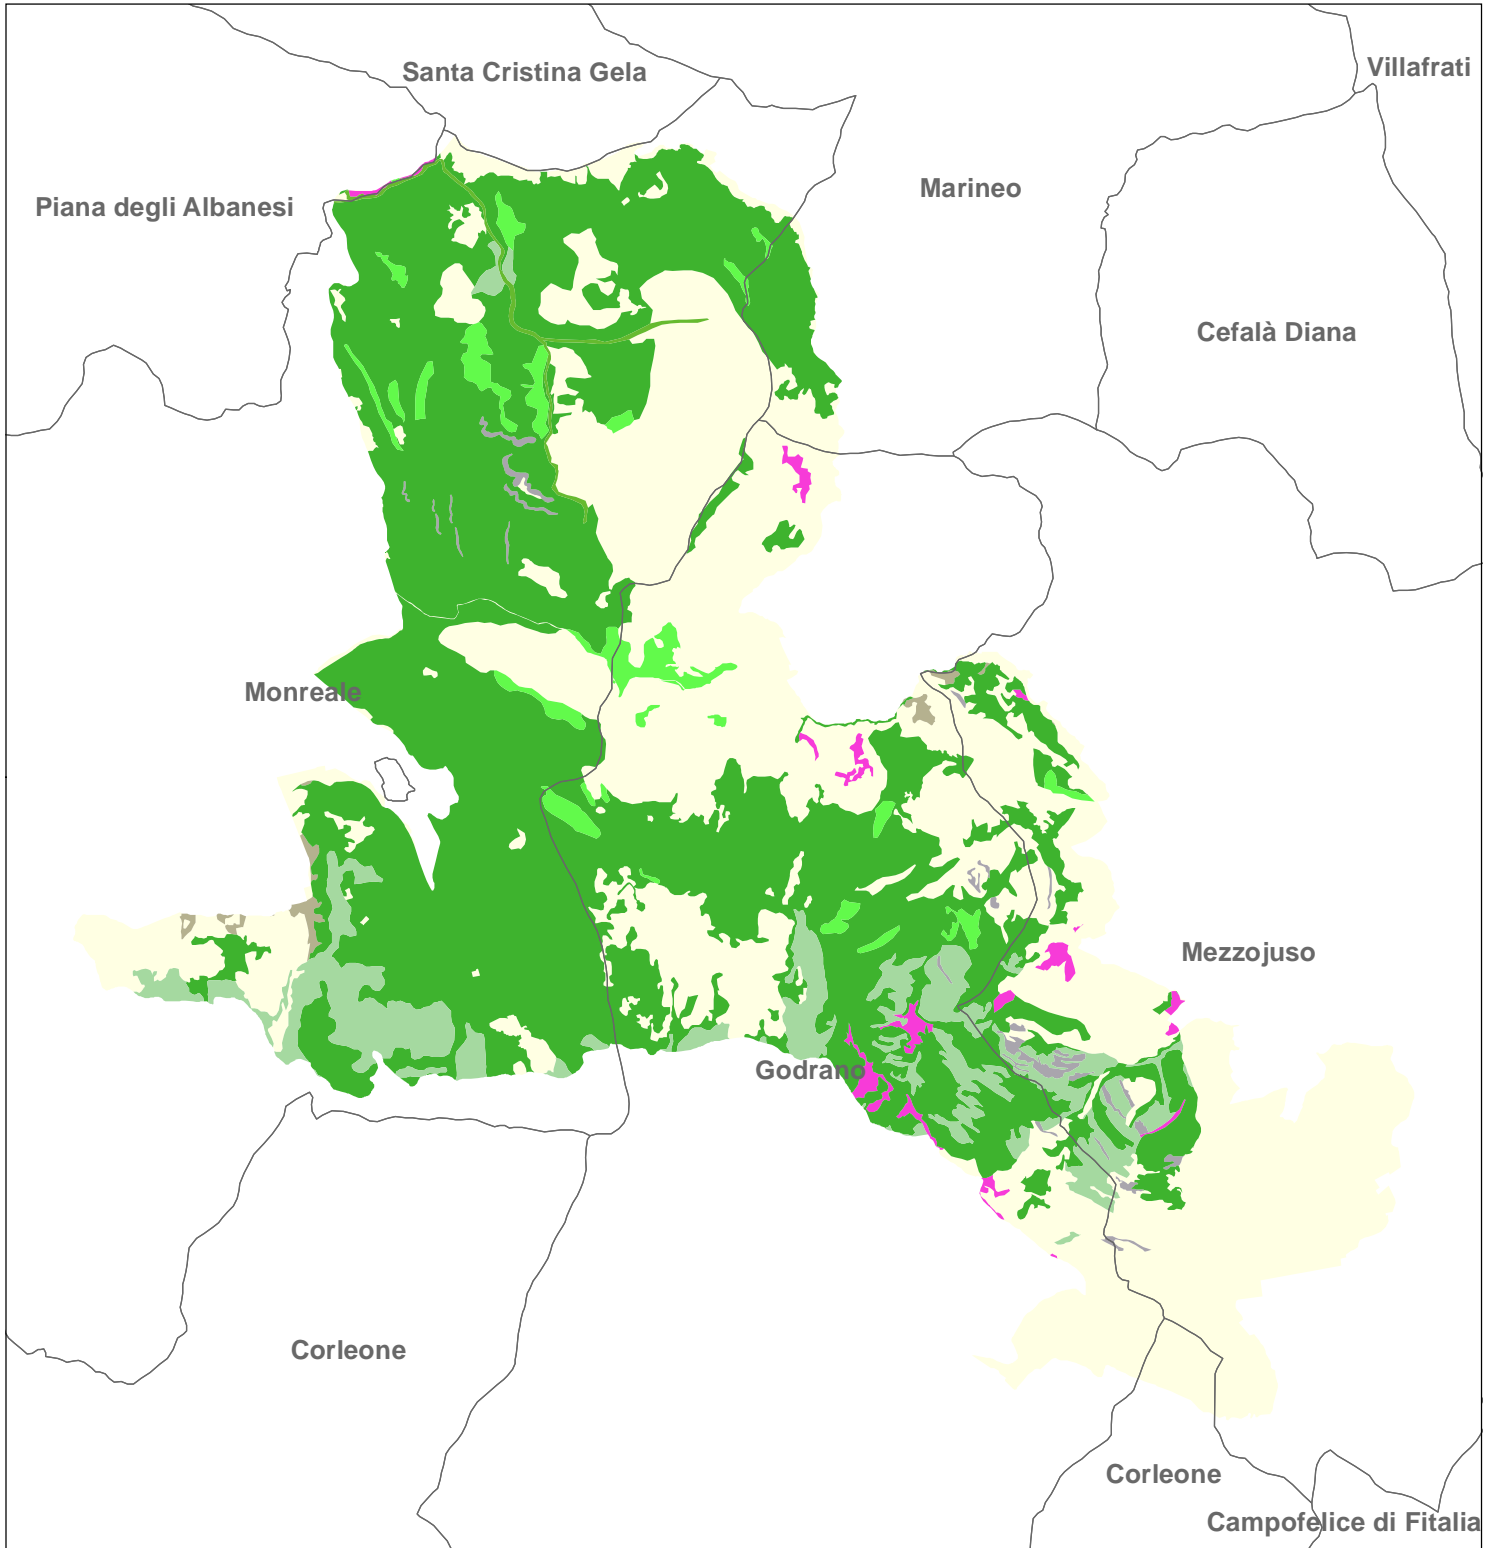 Santa Cristina Gela
Villafrati
Marineo
Piana degli Albanesi
Cefalà Diana
Monreale
Mezzojuso
Godrano
Corleone
Corleone
Campofelice di Fitalia